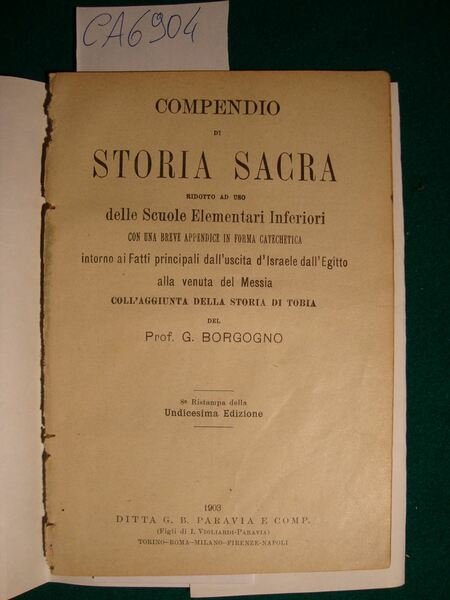 CA6904
COMPENDIO
DI
STORIA SACRA
RIDOTTO AD USO
delle Scuole Elementari Inferiori
CON UNA BREVE APPENDICE IN FORMA CATECHETICA
intorno ai Fatti principali dall'uscita d'Israele dall'Egitto
alla venuta del Messia
COLL'AGGIUNTA DELLA STORIA DI TOBIA
DEL
Prof. G. BORGOGNO
8ª Ristampa della
Undicesima Edizione
1903
DITTA G. B. PARAVIA E COMP.
(Figli di I. VIGLIARDI-PARAVIA)
TORINO-ROMA-MILANO-FIRENZE-NAPOLI